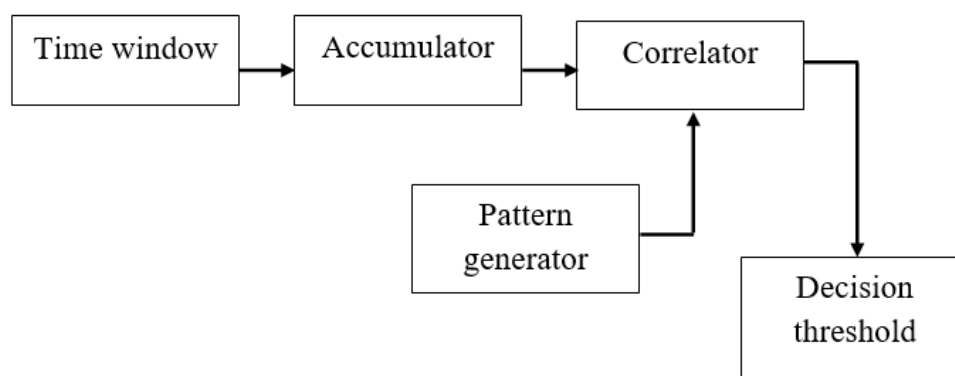 Time window
Accumulator
Correlator
Pattern
generator
Decision
threshold